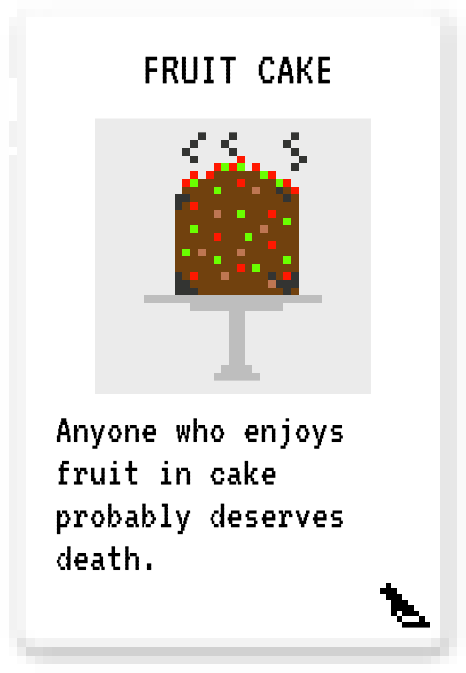 FRUIT CAKE
Anyone who enjoys
fruit in cake
probably deserves
death.